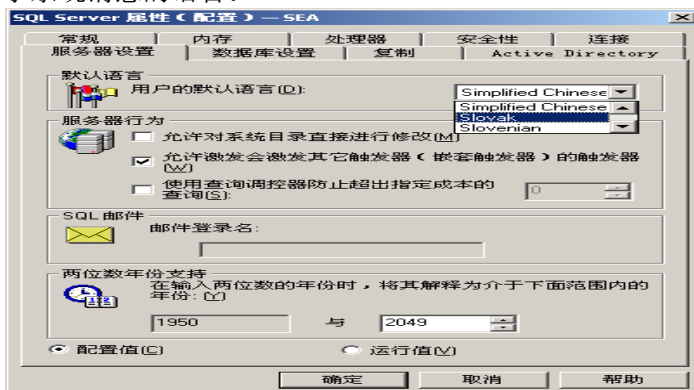 SQL Server 属性(配置) — SEA
常规 内存 处理器 安全性 连接
服务器设置 数据库设置 复制 Active Directory
默认语言
用户的默认语言(D):
Simplified Chinese
Simplified Chinese
Slovak
Slovenian
服务器行为
允许对系统目录直接进行修改(M)
允许激发会激发其它触发器(嵌套触发器)的触发器
(W)
使用查询调控器防止超出指定成本的
查询(S):
0
SQL 邮件
邮件登录名:
两位数年份支持
在输入两位数的年份时,将其解释为介于下面范围内的
年份:(Y)
1950 与 2049
配置值(C) 运行值(V)
确定 取消 帮助